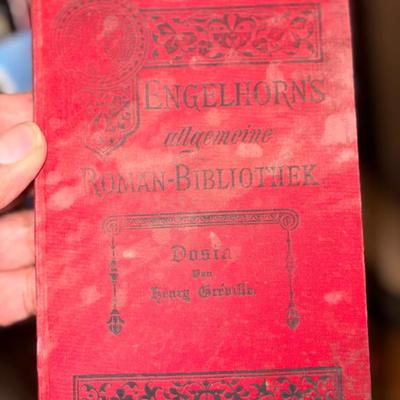 ENGELHORN'S
allgemeine
ROMAN-BIBLIOTHEK.
Dosia.
Von
Henry Gréville.